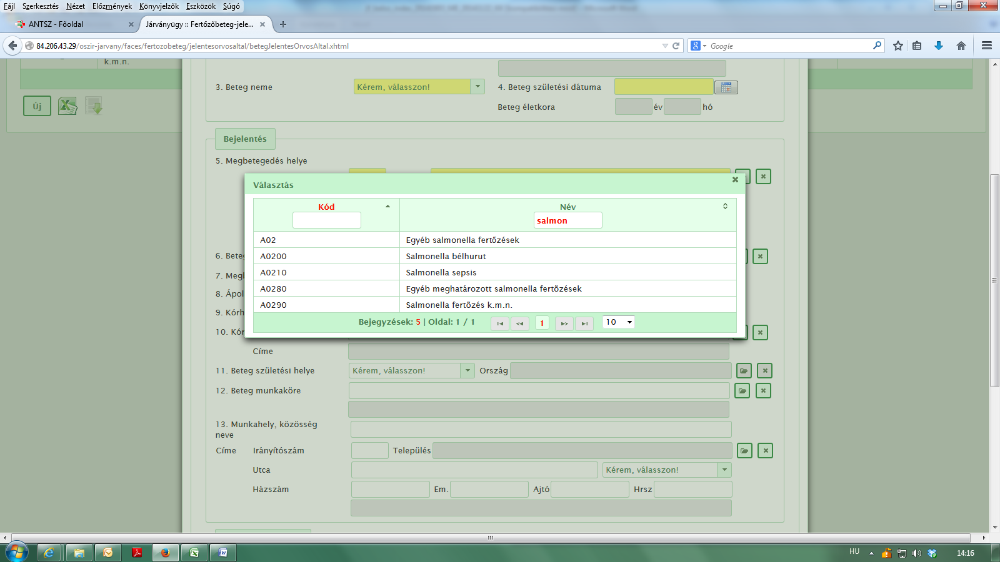 Fájl Szerkesztés Nézet Előzmények Könyvjelzők Eszközök Súgó
ANTSZ - Főoldal
Járványügy :: Fertőzőbeteg-jele...
84.206.43.29/oszir-jarvany/faces/fertozobeteg/jelentesorvosaltal/betegJelentesOrvosAltal.xhtml
Google
k.m.n.
3. Beteg neme Kérem, válasszon! 4. Beteg születési dátuma
Új
Beteg életkora év hó
Bejelentés
5. Megbetegedés helye
Választás
Kód Név
salmon
A02 Egyéb salmonella fertőzések
A0200 Salmonella bélhurut
A0210 Salmonella sepsis
A0280 Egyéb meghatározott salmonella fertőzések
A0290 Salmonella fertõzés k.m.n.
Bejegyzések: 5 | Oldal: 1 / 1 1 10
6. Beteg
7. Megl
8. Ápol
9. Kórh
10. Kór
Címe
11. Beteg születési helye Kérem, válasszon! Ország
12. Beteg munkaköre
13. Munkahely, közösség
neve
Címe Irányítószám Település
Utca Kérem, válasszon!
Házszám Em. Ajtó Hrsz
HU 14:16